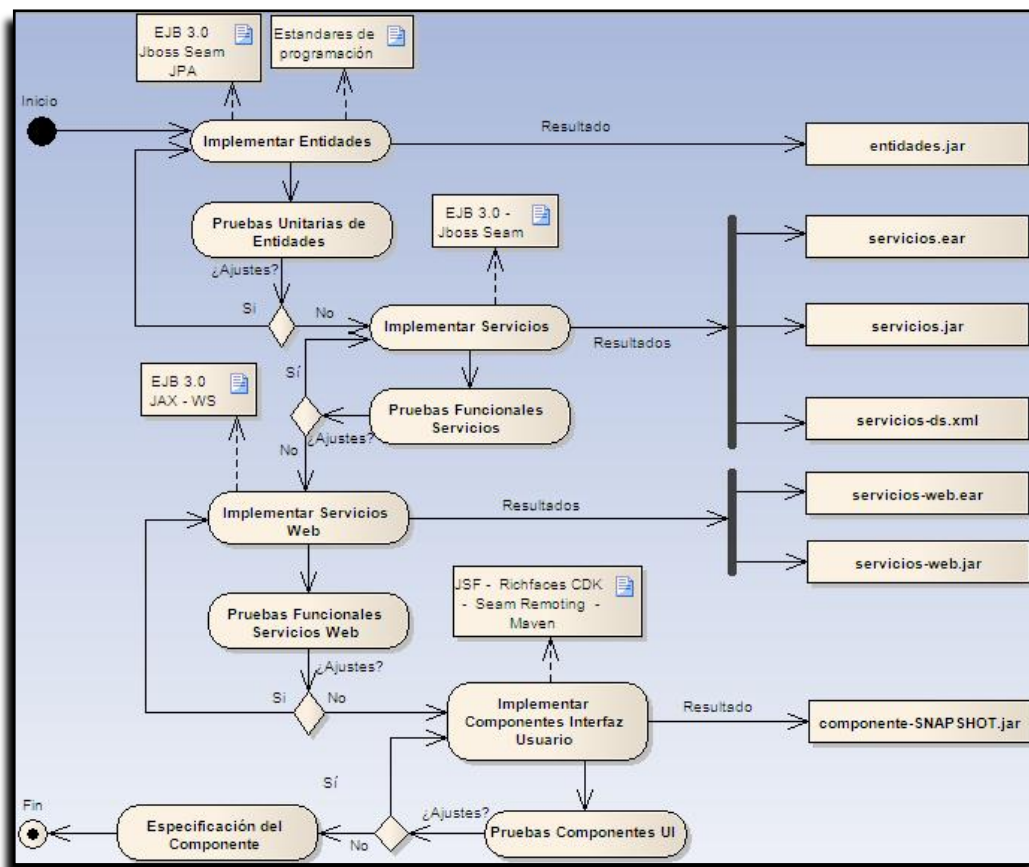 EJB 3.0
Jboss Seam
JPA
Estandares de
programación
Inicio
Implementar Entidades
Resultado
entidades.jar
Pruebas Unitarias de
Entidades
EJB 3.0 -
Jboss Seam
servicios.ear
¿Ajustes?
Si
No
Implementar Servicios
Resultados
servicios.jar
EJB 3.0
JAX - WS
Sí
Pruebas Funcionales
Servicios
¿Ajustes?
No
servicios-ds.xml
Implementar Servicios
Web
Resultados
servicios-web.ear
servicios-web.jar
JSF - Richfaces CDK
- Seam Remoting -
Maven
Pruebas Funcionales
Servicios Web
¿Ajustes?
Si
No
Implementar
Componentes Interfaz
Usuario
Resultado
componente-SNAPSHOT.jar
Sí
Fin
Especificación del
Componente
No
¿Ajustes?
Pruebas Componentes UI